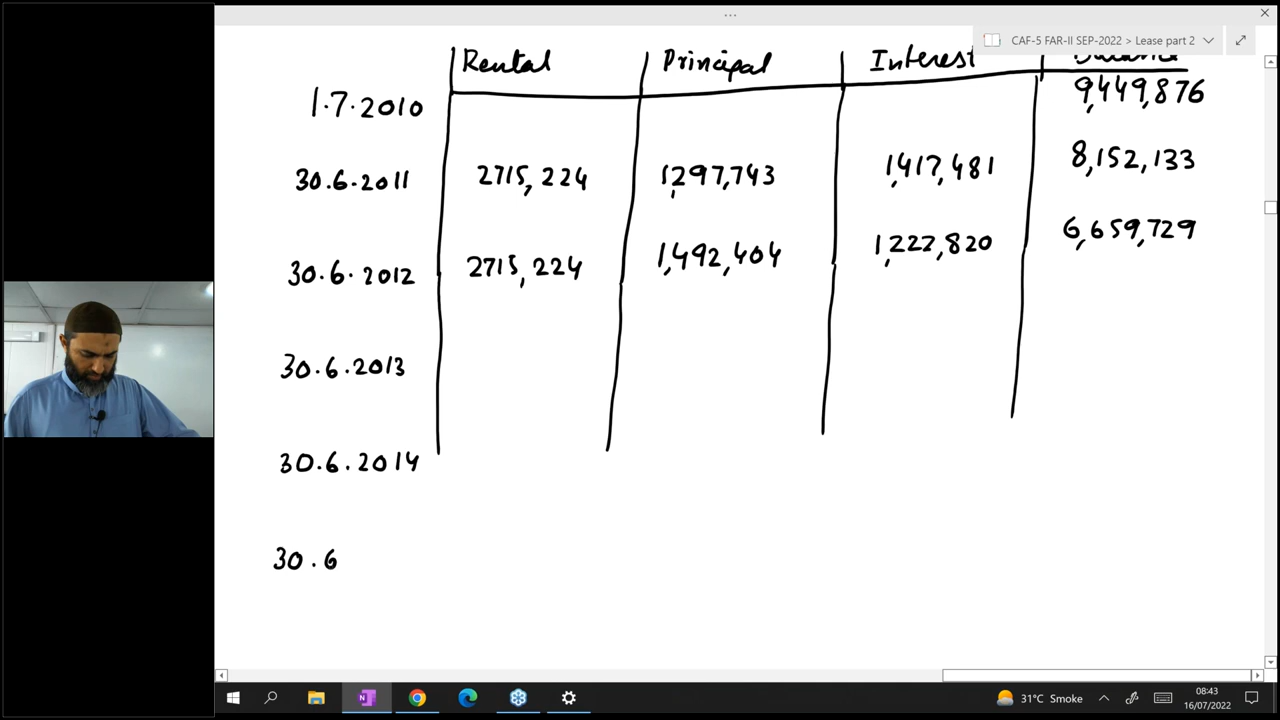 CAF-5 FAR-II SEP-2022 > Lease part 2
Rental Principal Interest Balance
1.7.2010 9,449,876
30.6.2011 2715,224 1,297,743 1,417,481 8,152,133
30.6.2012 2715,224 1,492,404 1,222,820 6,659,729
30.6.2013
30.6.2014
30.6
31°C Smoke
08:43
16/07/2022